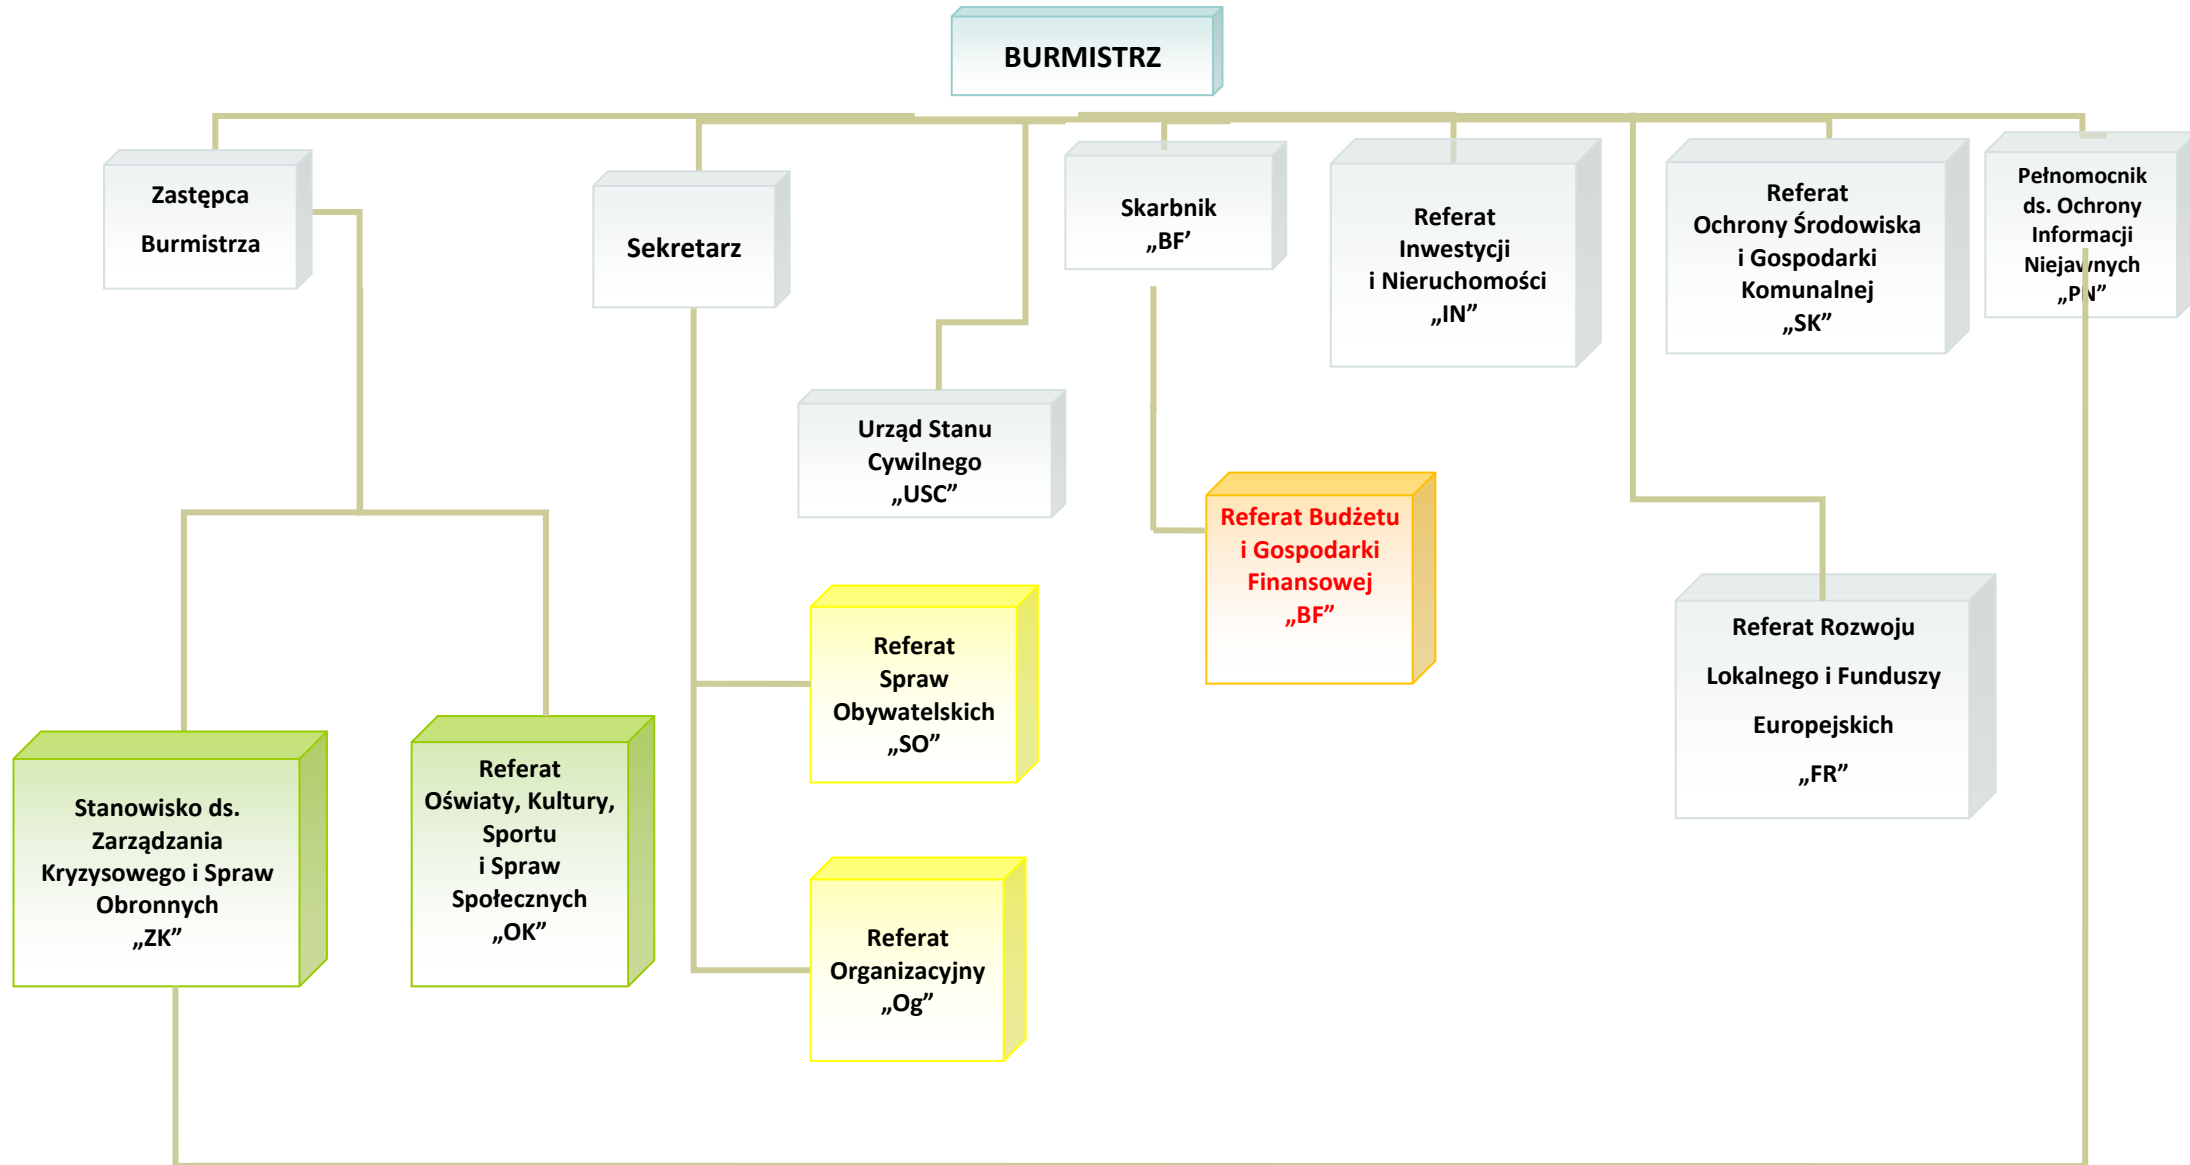 BURMISTRZ
Zastępca
Burmistrza
Sekretarz
Skarbnik
„BF’
Referat
Inwestycji
i Nieruchomości
„IN”
Referat
Ochrony Środowiska
i Gospodarki
Komunalnej
„SK”
Pełnomocnik
ds. Ochrony
Informacji
Niejawnych
„PN”
Urząd Stanu
Cywilnego
„USC”
Referat Budżetu
i Gospodarki
Finansowej
„BF”
Referat
Spraw
Obywatelskich
„SO”
Referat Rozwoju
Lokalnego i Funduszy
Europejskich
„FR”
Stanowisko ds.
Zarządzania
Kryzysowego i Spraw
Obronnych
„ZK”
Referat
Oświaty, Kultury,
Sportu
i Spraw
Społecznych
„OK”
Referat
Organizacyjny
„Og”